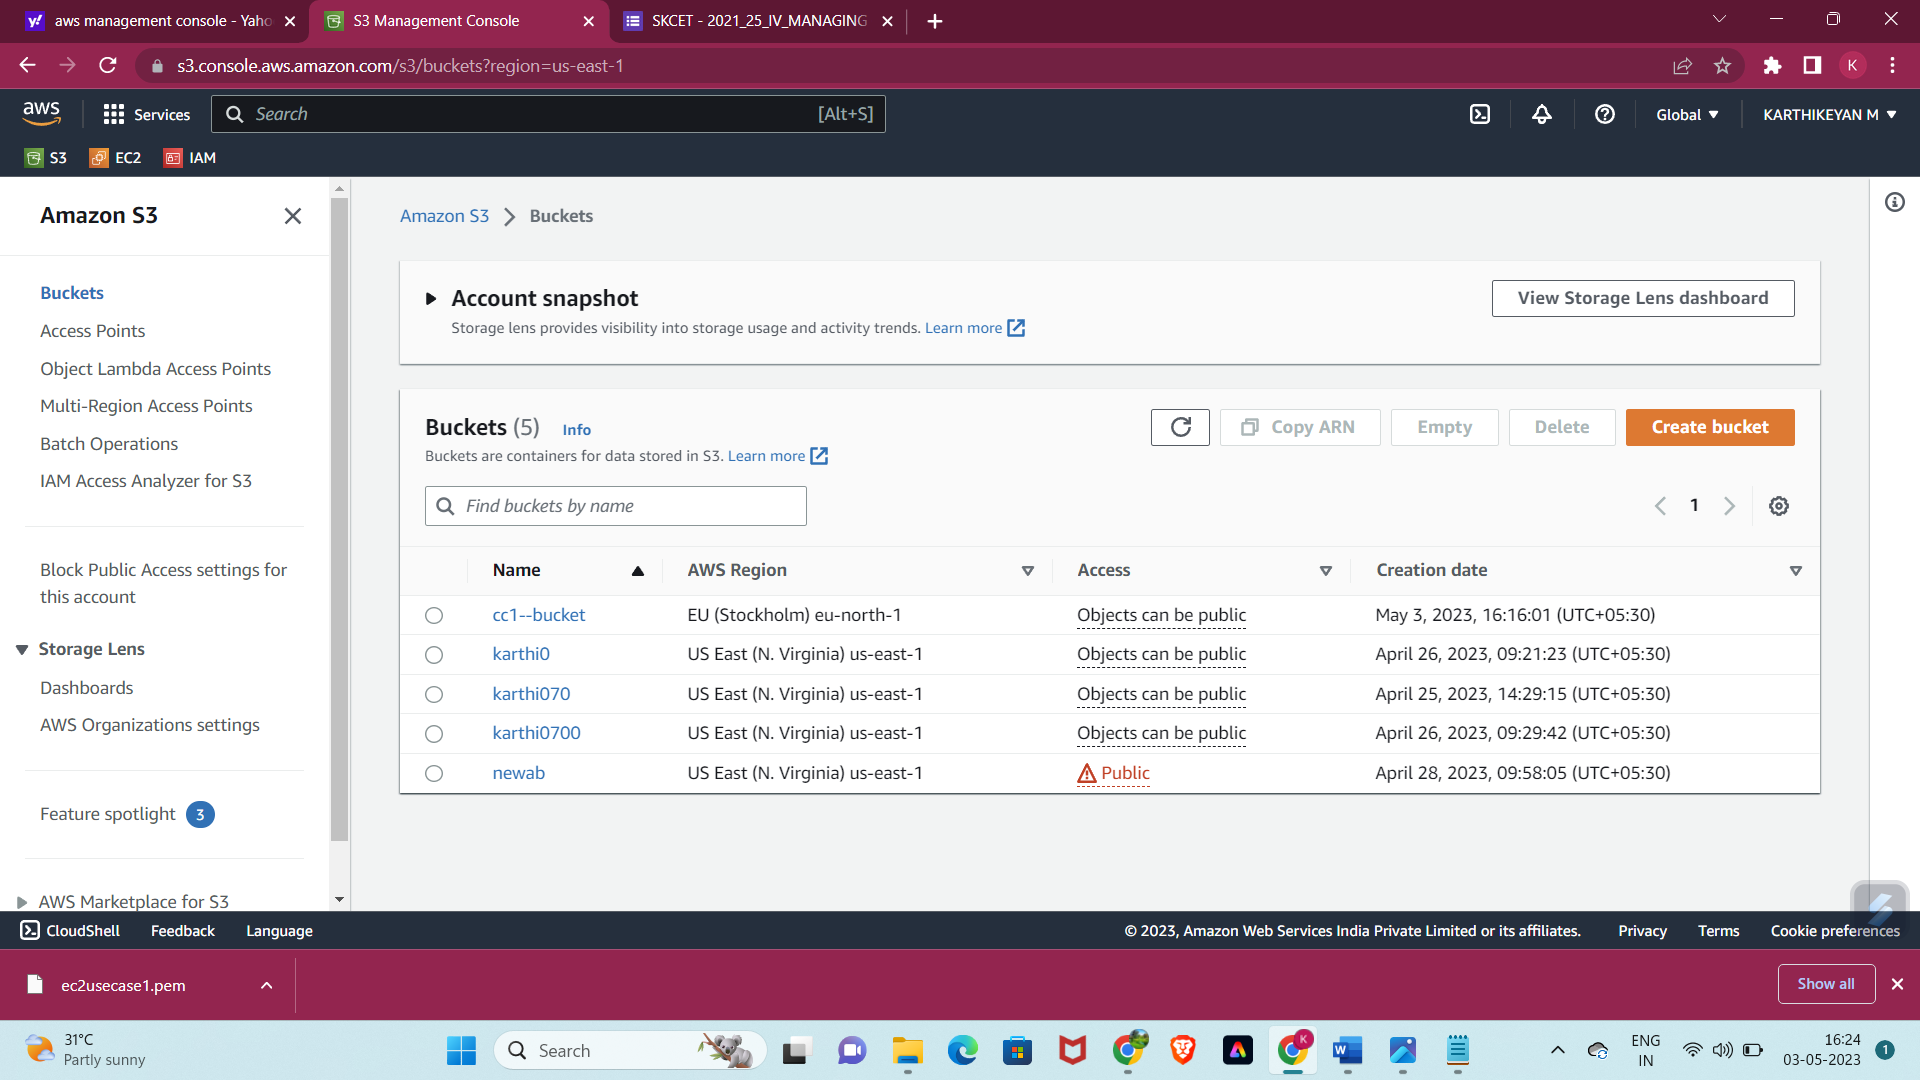 aws management console - Yaho
S3 Management Console
SKCET - 2021_25_IV_MANAGING
s3.console.aws.amazon.com/s3/buckets?region=us-east-1
K
aws
Services
Search
[Alt+S]
Global
KARTHIKEYAN M
S3
EC2
IAM
Amazon S3
Buckets
Access Points
Object Lambda Access Points
Multi-Region Access Points
Batch Operations
IAM Access Analyzer for S3
Block Public Access settings for
this account
Storage Lens
Dashboards
AWS Organizations settings
Feature spotlight 3
AWS Marketplace for S3
Amazon S3 > Buckets
Account snapshot
Storage lens provides visibility into storage usage and activity trends. Learn more
View Storage Lens dashboard
Buckets (5) Info
Buckets are containers for data stored in S3. Learn more
Copy ARN
Empty
Delete
Create bucket
Find buckets by name
1
Name AWS Region Access Creation date
cc1--bucket EU (Stockholm) eu-north-1 Objects can be public May 3, 2023, 16:16:01 (UTC+05:30)
karthi0 US East (N. Virginia) us-east-1 Objects can be public April 26, 2023, 09:21:23 (UTC+05:30)
karthi070 US East (N. Virginia) us-east-1 Objects can be public April 25, 2023, 14:29:15 (UTC+05:30)
karthi0700 US East (N. Virginia) us-east-1 Objects can be public April 26, 2023, 09:29:42 (UTC+05:30)
newab US East (N. Virginia) us-east-1 Public April 28, 2023, 09:58:05 (UTC+05:30)
CloudShell Feedback Language
© 2023, Amazon Web Services India Private Limited or its affiliates. Privacy Terms Cookie preferences
ec2usecase1.pem
Show all
31°C
Partly sunny
Search
K
W
ENG
IN
16:24
03-05-2023
1